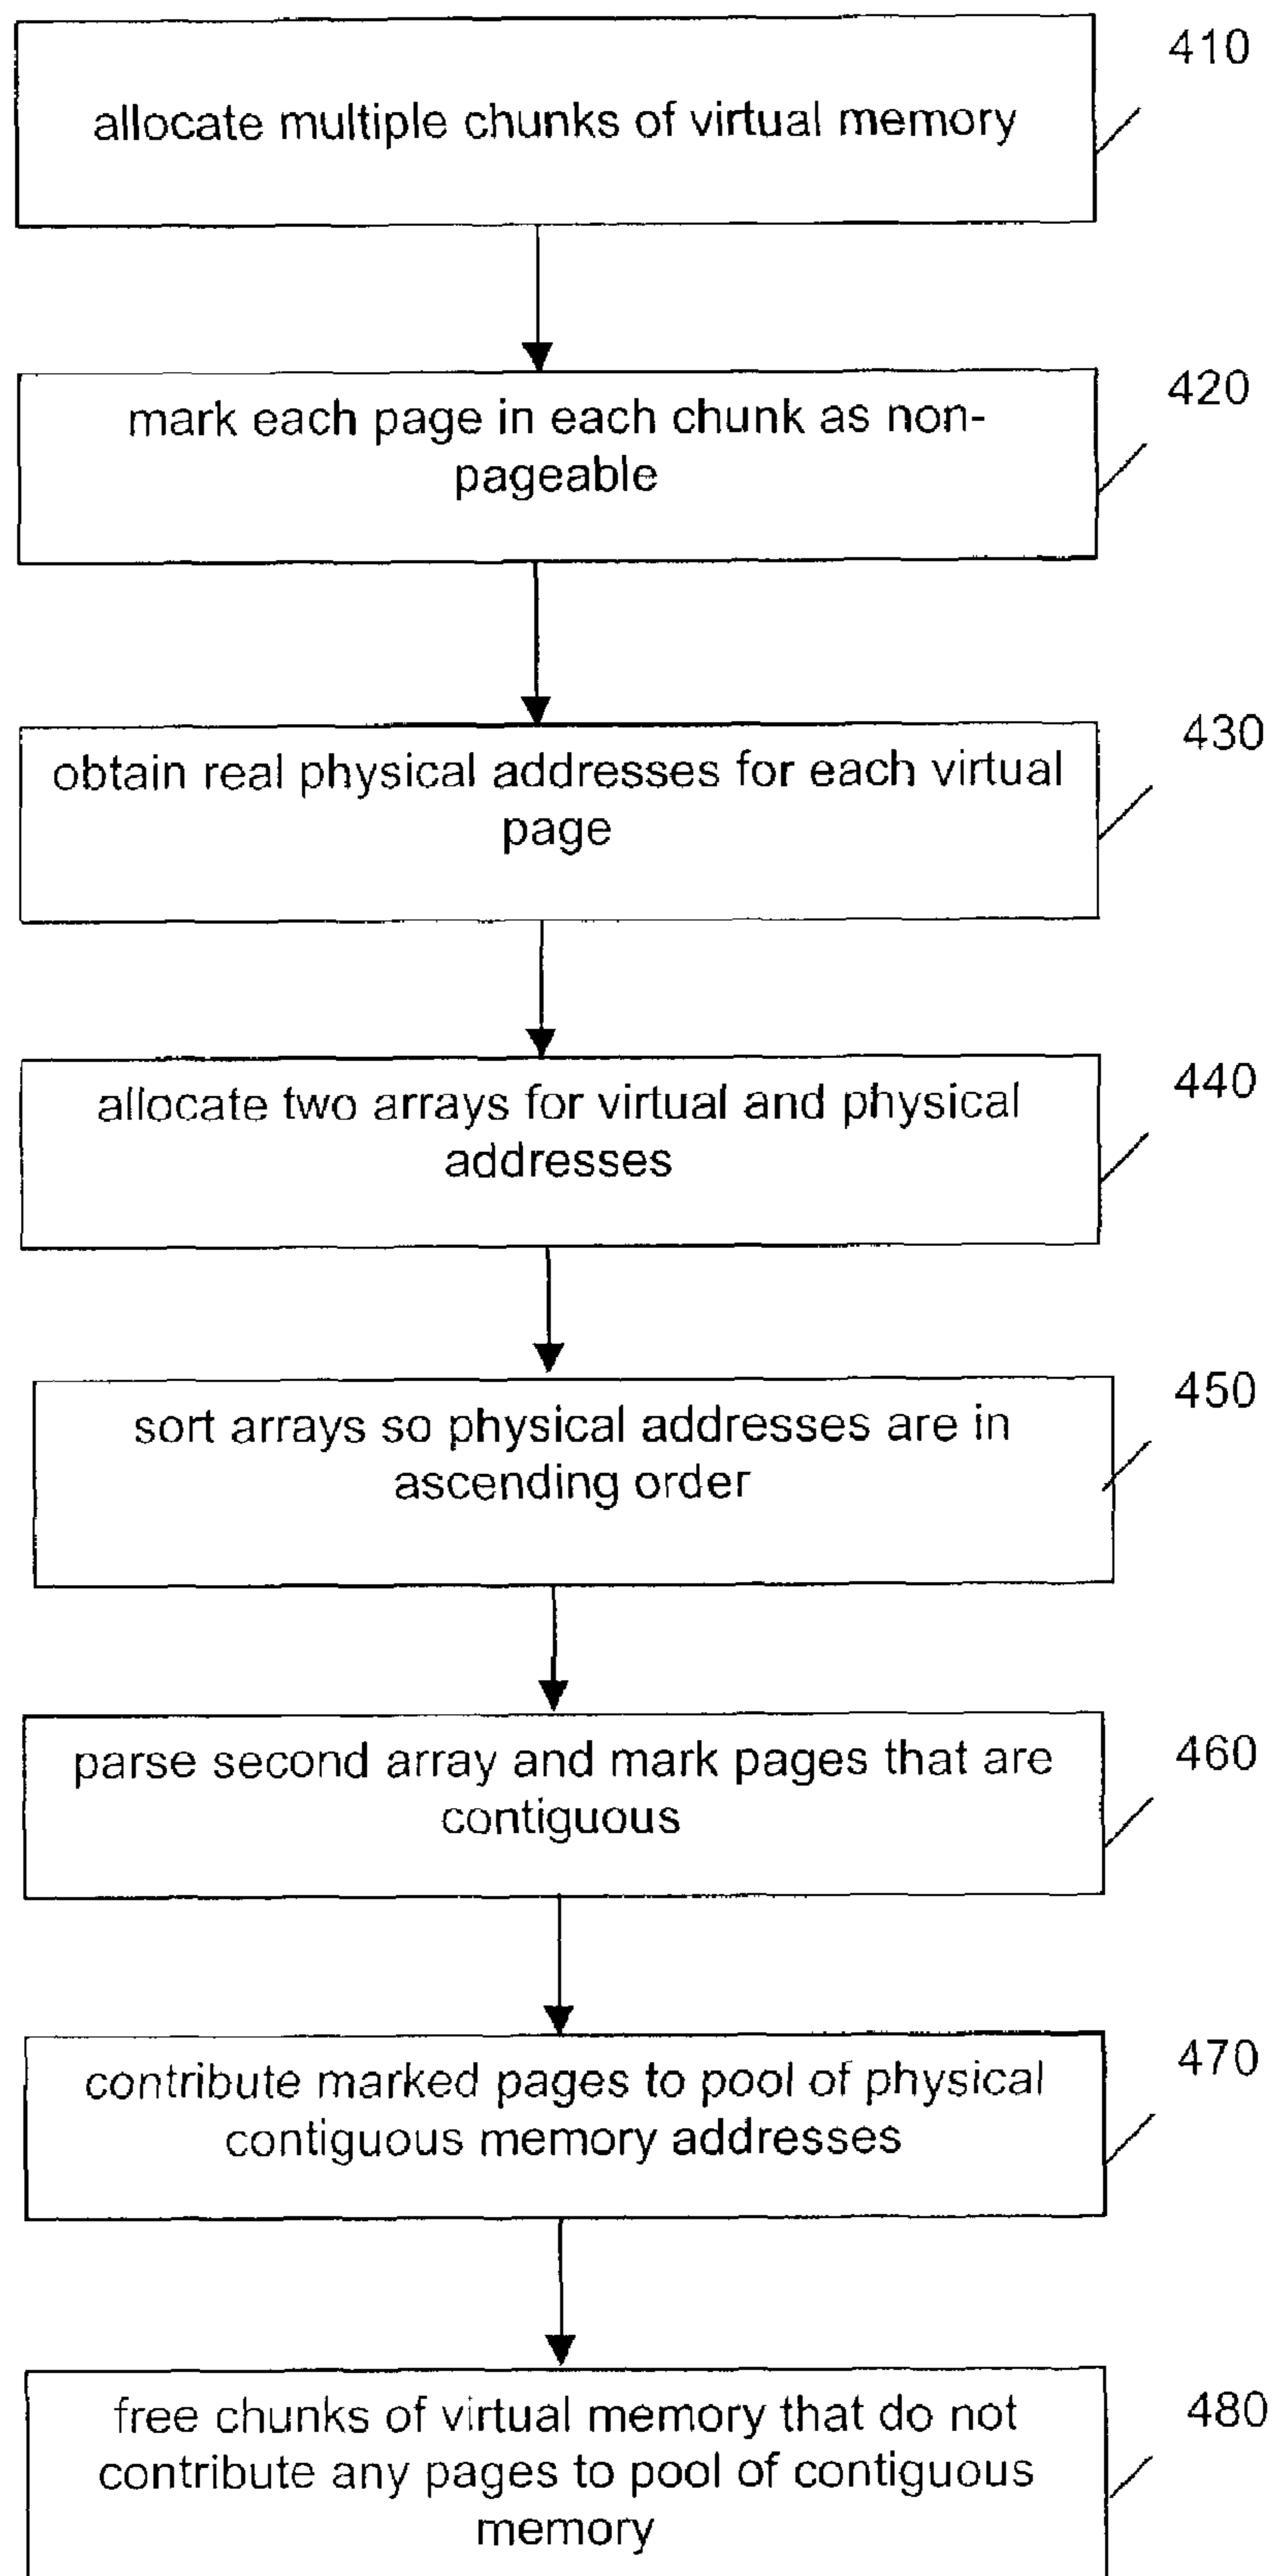 410
allocate multiple chunks of virtual memory
420
mark each page in each chunk as non-
pageable
430
obtain real physical addresses for each virtual
page
440
allocate two arrays for virtual and physical
addresses
450
sort arrays so physical addresses are in
ascending order
460
parse second array and mark pages that are
contiguous
470
contribute marked pages to pool of physical
contiguous memory addresses
480
free chunks of virtual memory that do not
contribute any pages to pool of contiguous
memory